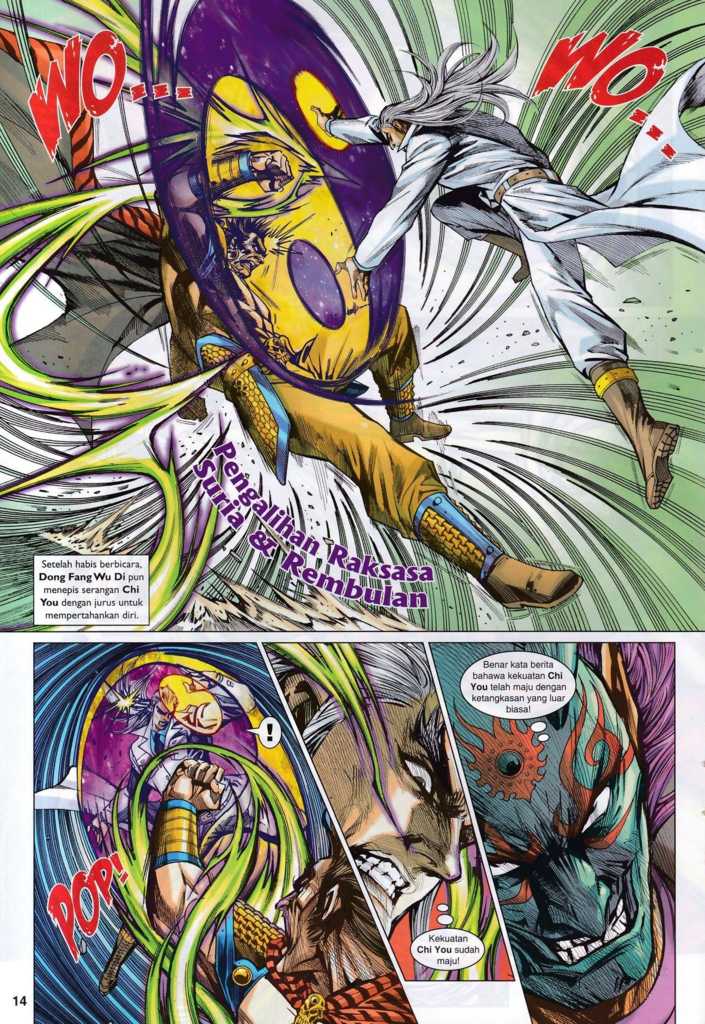 WO...
WO...
Pengalihan Raksasa
Suria & Rembulan
Setelah habis berbicara,
Dong Fang Wu Di pun
menepis serangan Chi
You dengan jurus untuk
mempertahankan diri.
!
POP!
Kekuatan
Chi You sudah
maju!
Benar kata berita
bahawa kekuatan Chi
You telah maju dengan
ketangkasan yang luar
biasa!
14